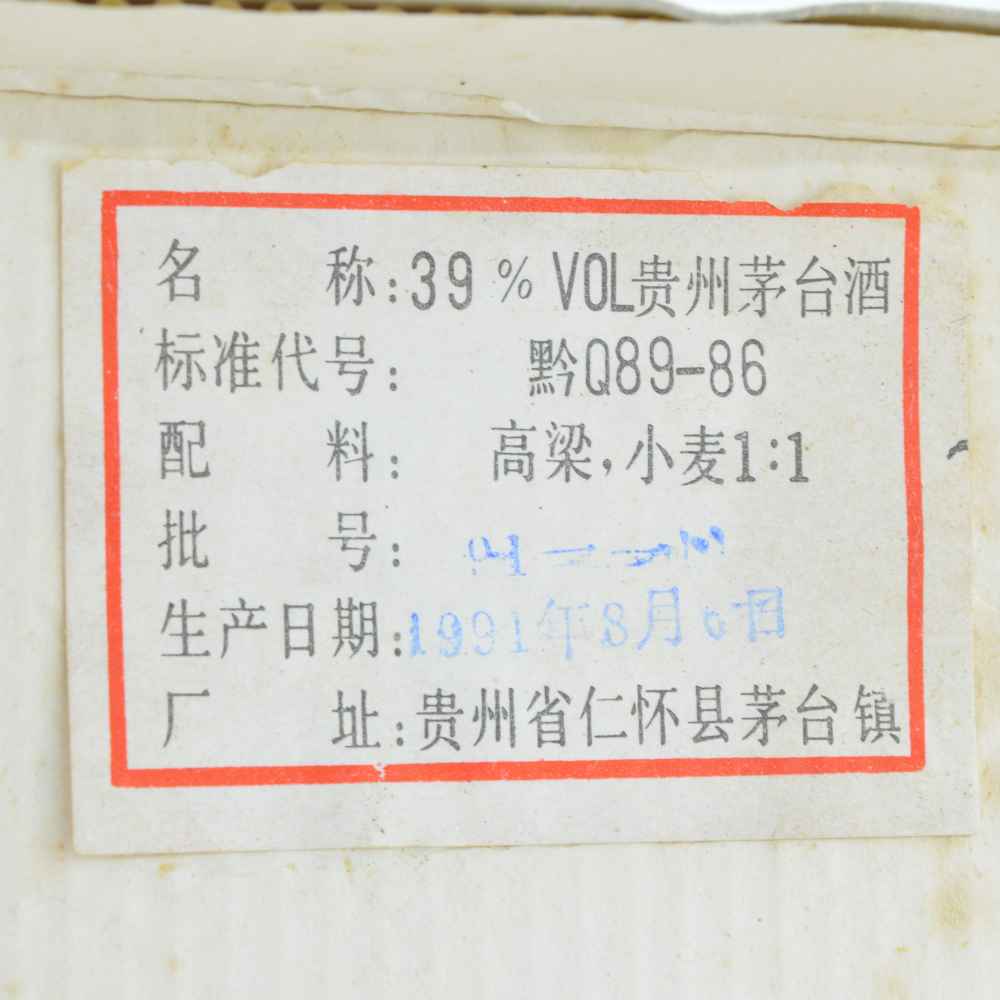 名 称:39 % VOL贵州茅台酒
标准代号: 黔Q89-86
配 料: 高梁,小麦1:1
批 号:
生产日期:1991年8月6日
厂 址:贵州省仁怀县茅台镇